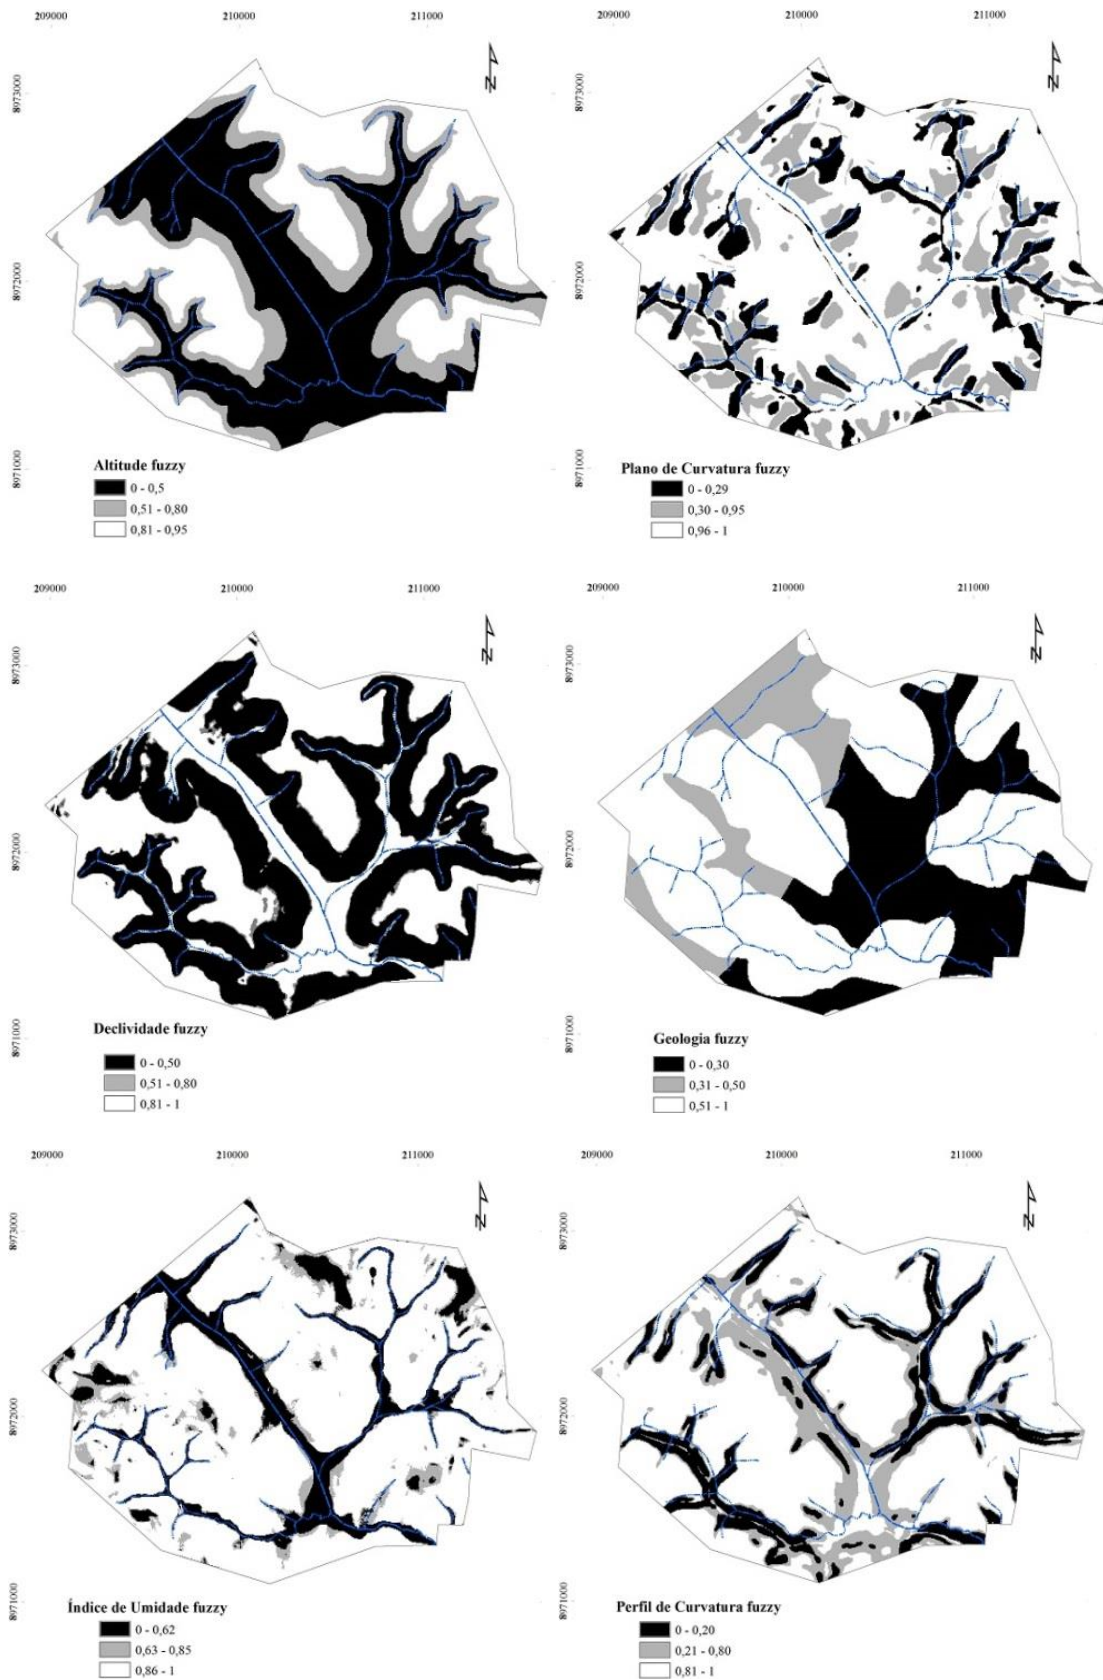 209000 210000 211000
210000 211000
8973000
8972000
8971000
8973000
8972000
8971000
N
N
Altitude fuzzy
0 - 0,5
0,51 - 0,80
0,81 - 0,95
Plano de Curvatura fuzzy
0 - 0,29
0,30 - 0,95
0,96 - 1
209000 210000 211000
209000 210000 211000
8973000
8972000
8971000
8973000
8972000
8971000
N
N
Declividade fuzzy
0 - 0,50
0,51 - 0,80
0,81 - 1
Geologia fuzzy
0 - 0,30
0,31 - 0,50
0,51 - 1
209000 210000 211000
209000 210000 211000
8973000
8972000
8971000
8973000
8972000
8971000
N
N
Índice de Umidade fuzzy
0 - 0,62
0,63 - 0,85
0,86 - 1
Perfil de Curvatura fuzzy
0 - 0,20
0,21 - 0,80
0,81 - 1